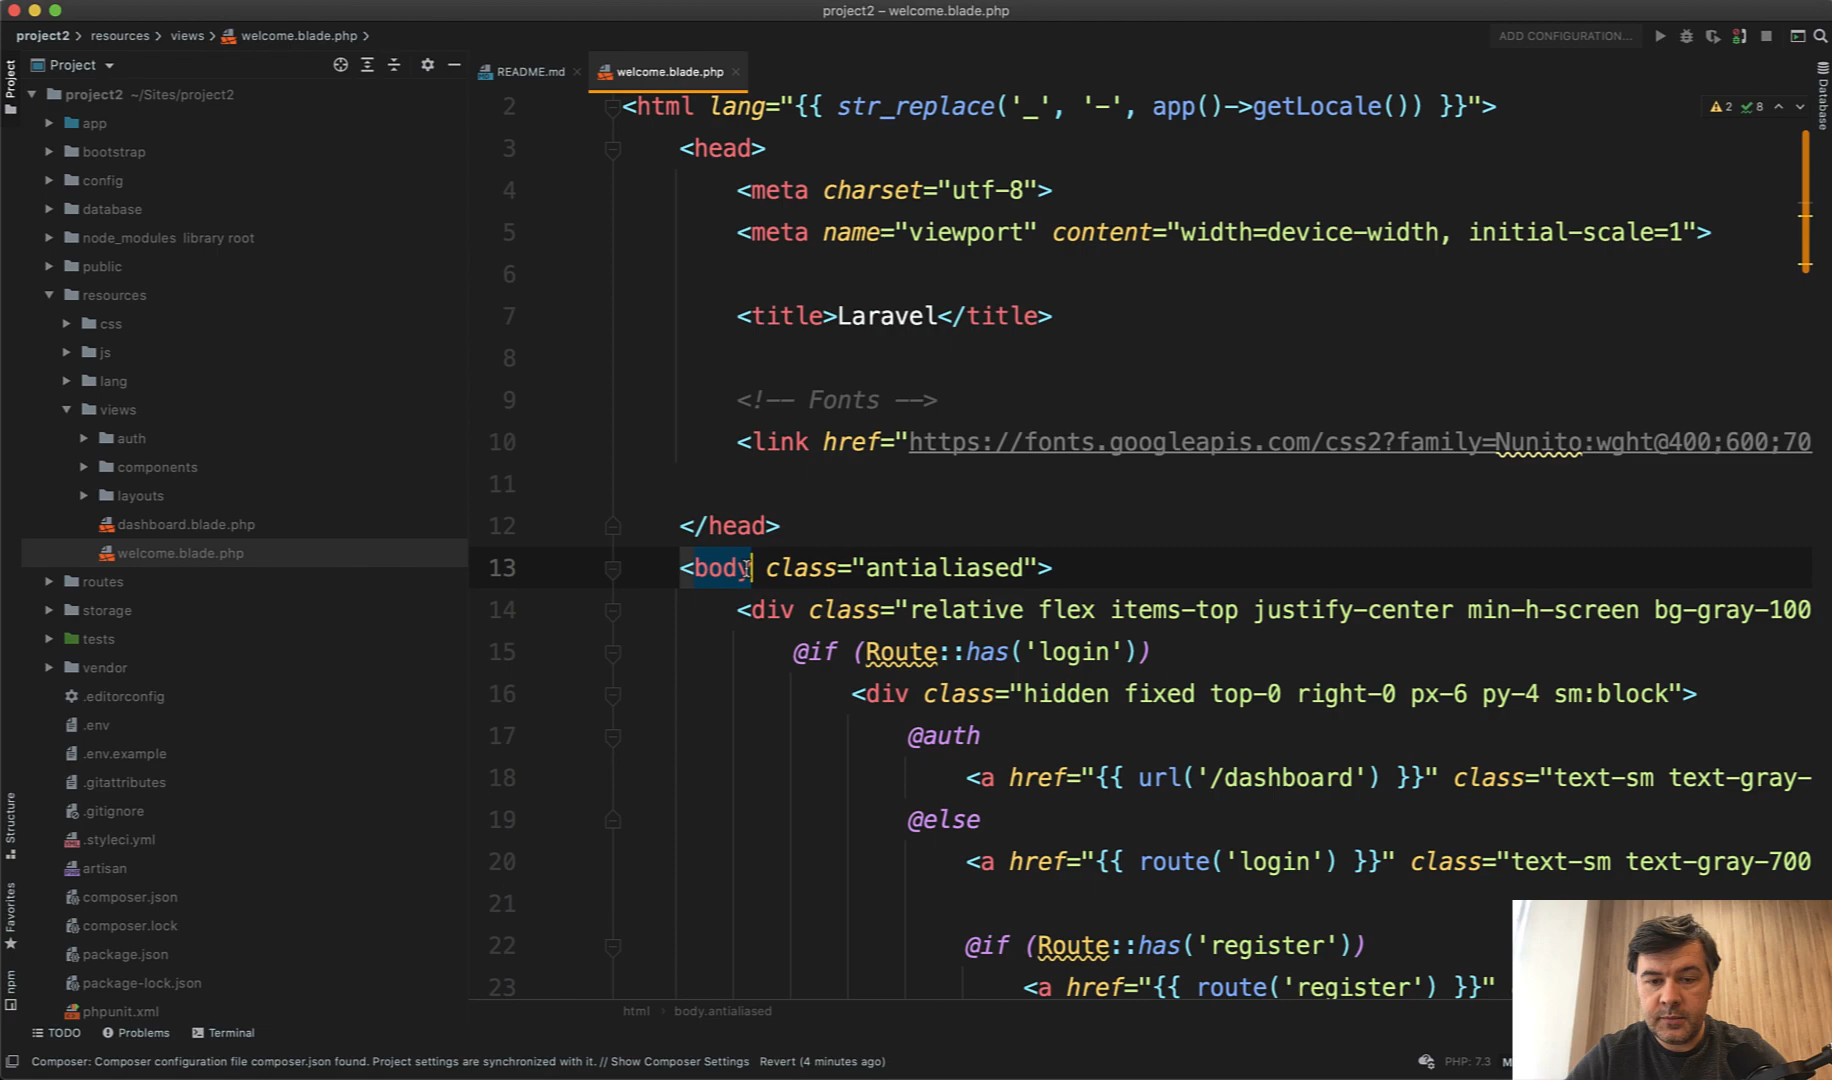 project2 – welcome.blade.php
project2 resources views welcome.blade.php
ADD CONFIGURATION...
Project
README.md
welcome.blade.php
Project
project2 ~/Sites/project2
app
bootstrap
config
database
node_modules library root
public
resources
css
js
lang
views
auth
components
layouts
dashboard.blade.php
welcome.blade.php
routes
storage
tests
vendor
.editorconfig
.env
.env.example
.gitattributes
.gitignore
.styleci.yml
artisan
composer.json
composer.lock
package.json
package-lock.json
phpunit.xml
Structure
Favorites
npm
2 <html lang="{{ str_replace('_', '-', app()->getLocale()) }}">
3 <head>
4 <meta charset="utf-8">
5 <meta name="viewport" content="width=device-width, initial-scale=1">
6
7 <title>Laravel</title>
8
9 <!-- Fonts -->
10 <link href="https://fonts.googleapis.com/css2?family=Nunito:wght@400;600;70
11
12 </head>
13 <body class="antialiased">
14 <div class="relative flex items-top justify-center min-h-screen bg-gray-100
15 @if (Route::has('login'))
16 <div class="hidden fixed top-0 right-0 px-6 py-4 sm:block">
17 @auth
18 <a href="{{ url('/dashboard') }}" class="text-sm text-gray-
19 @else
20 <a href="{{ route('login') }}" class="text-sm text-gray-700
21
22 @if (Route::has('register'))
23 <a href="{{ route('register') }}"
2 8
Database
html body.antialiased
TODO Problems Terminal
Composer: Composer configuration file composer.json found. Project settings are synchronized with it. // Show Composer Settings Revert (4 minutes ago)
PHP: 7.3